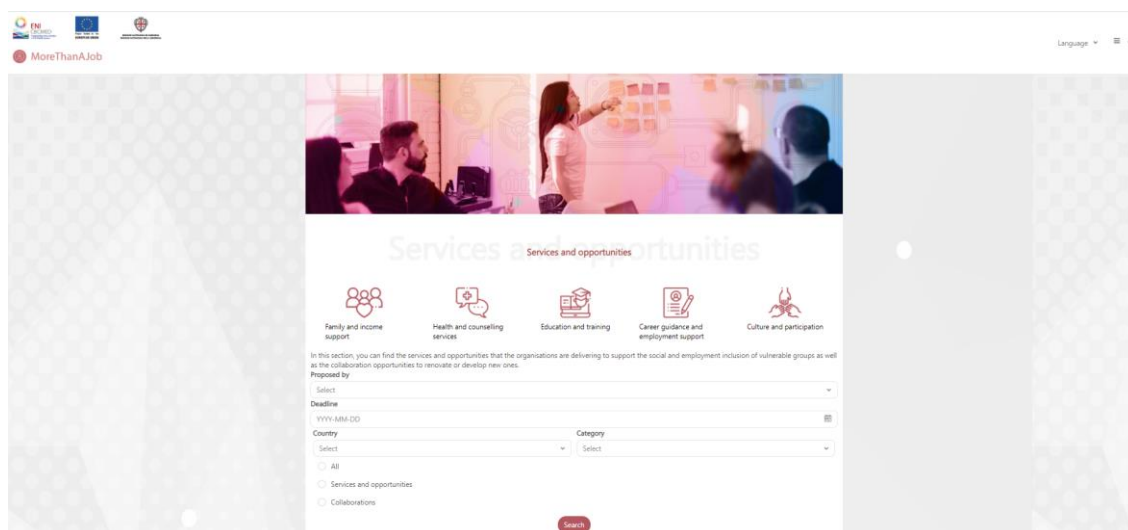 ENI
CBCMED
Language
MoreThanAJob
Services and opportunities
Services and opportunities
Family and income support
Health and counselling services
Education and training
Career guidance and employment support
Culture and participation
In this section, you can find the services and opportunities that the organisations are delivering to support the social and employment inclusion of vulnerable groups as well
as the collaboration opportunities to renovate or develop new ones.
Proposed by
Select
Deadline
YYYY-MM-DD
Country
Category
Select
Select
All
Services and opportunities
Collaborations
Search